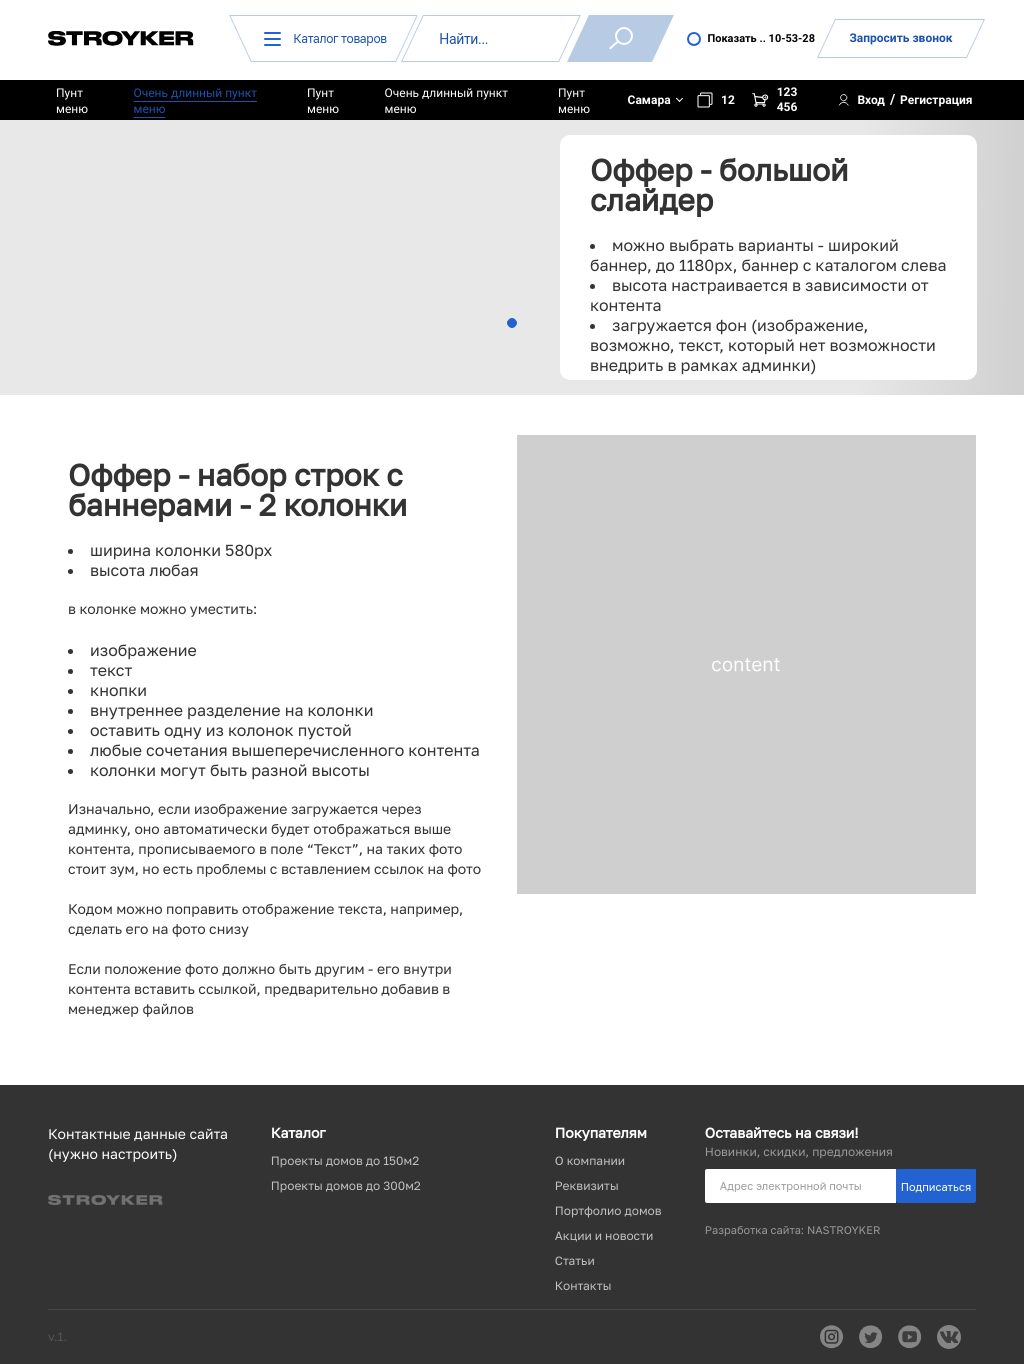 STROYKER
Каталог товаров
Найти...
Показать .. 10-53-28
Запросить звонок
Пунт
меню
Очень длинный пункт
меню
Пунт
меню
Очень длинный пункт
меню
Пунт
меню
Самара
12
123
456
Вход / Регистрация
Оффер - большой
слайдер
• можно выбрать варианты - широкий
баннер, до 1180px, баннер с каталогом слева
• высота настраивается в зависимости от
контента
• загружается фон (изображение,
возможно, текст, который нет возможности
внедрить в рамках админки)
Оффер - набор строк с
баннерами - 2 колонки
• ширина колонки 580px
• высота любая
в колонке можно уместить:
• изображение
• текст
• кнопки
• внутреннее разделение на колонки
• оставить одну из колонок пустой
• любые сочетания вышеперечисленного контента
• колонки могут быть разной высоты
Изначально, если изображение загружается через
админку, оно автоматически будет отображаться выше
контента, прописываемого в поле “Текст”, на таких фото
стоит зум, но есть проблемы с вставлением ссылок на фото
Кодом можно поправить отображение текста, например,
сделать его на фото снизу
Если положение фото должно быть другим - его внутри
контента вставить ссылкой, предварительно добавив в
менеджер файлов
content
Контактные данные сайта
(нужно настроить)
STROYKER
Каталог
Проекты домов до 150м2
Проекты домов до 300м2
Покупателям
О компании
Реквизиты
Портфолио домов
Акции и новости
Статьи
Контакты
Оставайтесь на связи!
Новинки, скидки, предложения
Адрес электронной почты
Подписаться
Разработка сайта: NASTROYKER
v.1.